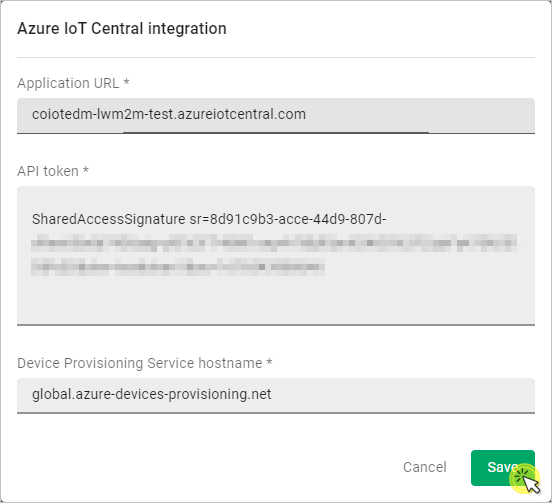 Azure IoT Central integration
Application URL *
coiotedm-lwm2m-test.azureiotcentral.com
API token *
SharedAccessSignature sr=8d91c9b3-acce-44d9-807d-
Device Provisioning Service hostname *
global.azure-devices-provisioning.net
Cancel
Save